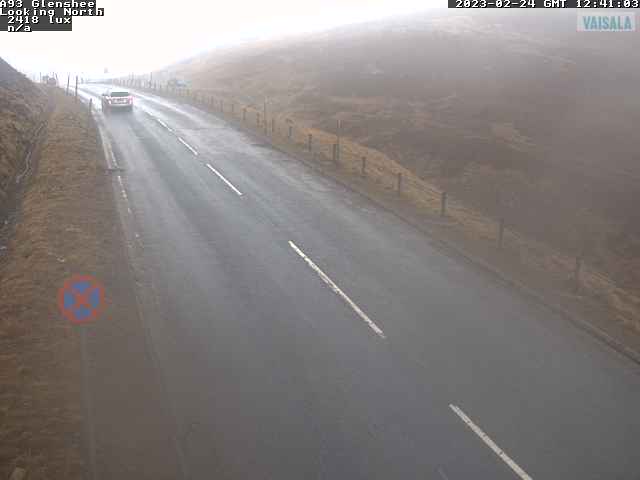 A93 Glenshee
Looking North
2418 lux
n/a
2023-02-24 GMT 12:41:03
VAISALA